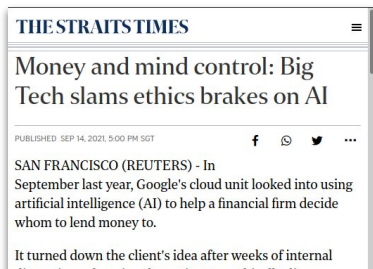 THE STRAITS TIMES
Money and mind control: Big
Tech slams ethics brakes on AI
PUBLISHED SEP 14, 2021, 5:00 PM SGT
SAN FRANCISCO (REUTERS) - In
September last year, Google's cloud unit looked into using
artificial intelligence (AI) to help a financial firm decide
whom to lend money to.
It turned down the client's idea after weeks of internal